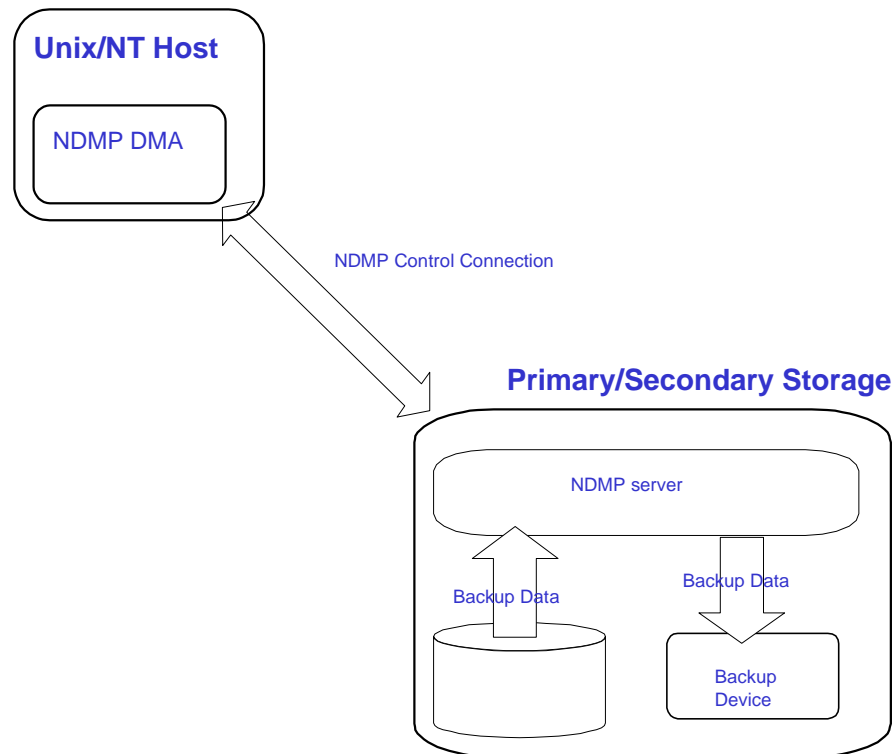 Unix/NT Host
NDMP DMA
NDMP Control Connection
Primary/Secondary Storage
NDMP server
Backup Data
Backup Data
Backup
Device